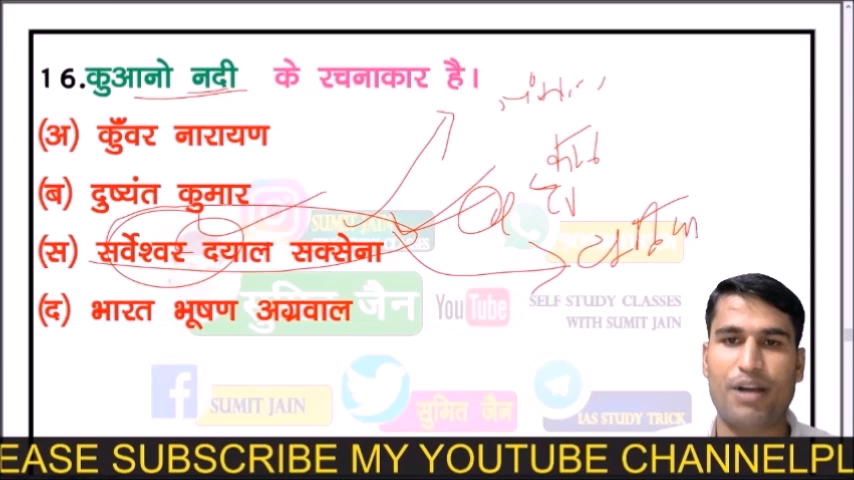 16.कुआनो नदी के रचनाकार है।
(अ) कुँवर नारायण
(ब) दुष्यंत कुमार
(स) सर्वेश्वर दयाल सक्सेना
(द) भारत भूषण अग्रवाल
SUMIT JAIN
सुमित जैन
YouTube
SELF STUDY CLASSES
WITH SUMIT JAIN
SUMIT JAIN
सुमित जैन
IAS STUDY TRICK
EASE SUBSCRIBE MY YOUTUBE CHANNELPL